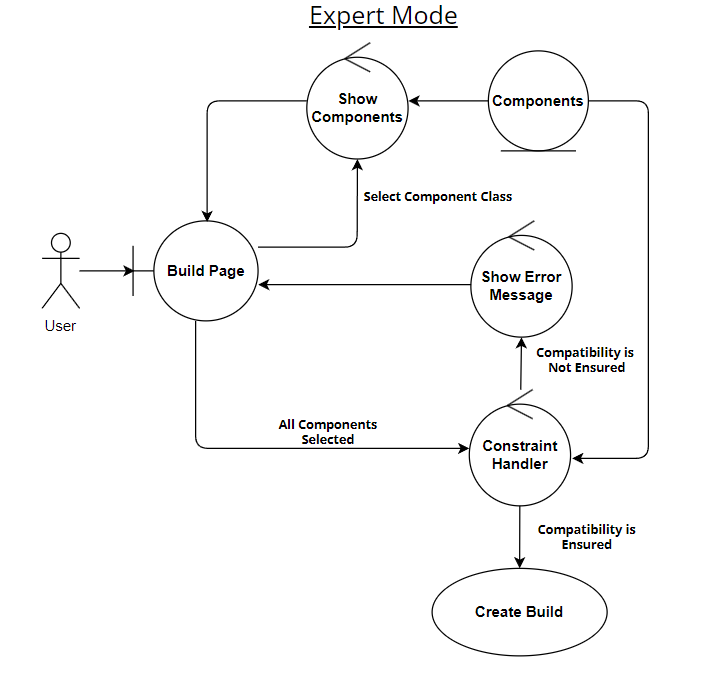 Expert Mode
Show
Components
Components
Select Component Class
Build Page
User
Show Error
Message
Compatibility is
Not Ensured
All Components
Selected
Constraint
Handler
Compatibility is
Ensured
Create Build